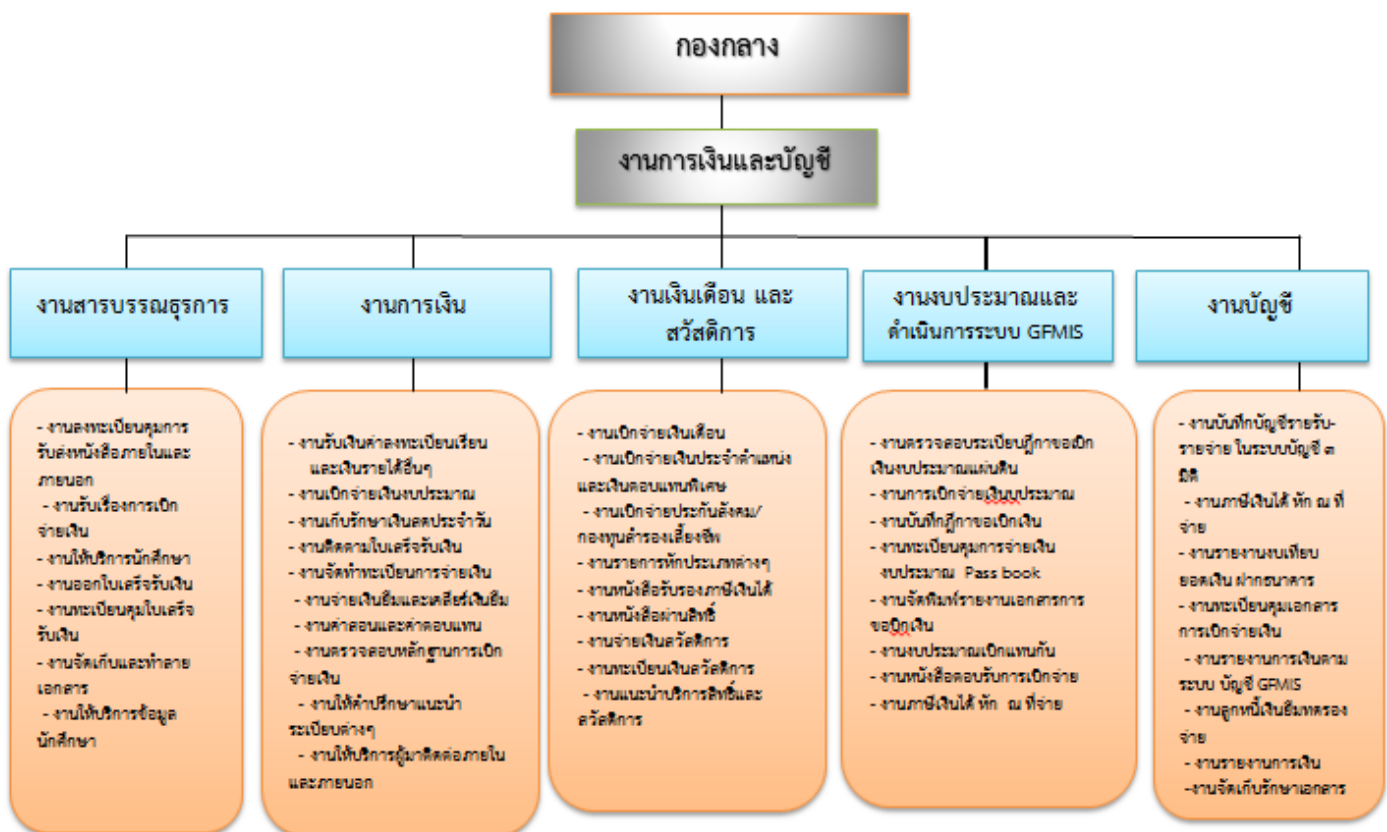 กองกลาง
งานการเงินและบัญชี
งานสารบรรณธุรการ
งานการเงิน
งานเงินเดือน และ
สวัสดิการ
งานงบประมาณและ
ดำเนินการระบบ GFMIS
งานบัญชี
- งานลงทะเบียนคุมการ
รับส่งหนังสือภายในและ
ภายนอก
- งานรับเรื่องการเบิก
จ่ายเงิน
- งานให้บริการนักศึกษา
- งานออกใบเสร็จรับเงิน
- งานทะเบียนคุมใบเสร็จ
รับเงิน
- งานจัดเก็บและทำลาย
เอกสาร
- งานให้บริการข้อมูล
นักศึกษา
- งานรับเงินค่าลงทะเบียนเรียน
และเงินรายได้อื่นๆ
- งานเบิกจ่ายเงินงบประมาณ
- งานเก็บรักษาเงินสดประจำวัน
- งานติดตามใบเสร็จรับเงิน
- งานจัดทำทะเบียนการจ่ายเงิน
- งานจ่ายเงินยืมและเคลียร์เงินยืม
- งานค่าสอนและค่าตอบแทน
- งานตรวจสอบหลักฐานการเบิก
จ่ายเงิน
- งานให้คำปรึกษาแนะนำ
ระเบียบต่างๆ
- งานให้บริการผู้มาติดต่อภายใน
และภายนอก
- งานเบิกจ่ายเงินเดือน
- งานเบิกจ่ายเงินประจำตำแหน่ง
และเงินตอบแทนพิเศษ
- งานเบิกจ่ายประกันสังคม/
กองทุนสำรองเลี้ยงชีพ
- งานรายการหักประเภทต่างๆ
- งานหนังสือรับรองภาษีเงินได้
- งานหนังสือผ่านสิทธิ์
- งานจ่ายเงินสวัสดิการ
- งานทะเบียนเงินสวัสดิการ
- งานแนะนำบริการสิทธิ์และ
สวัสดิการ
- งานตรวจสอบระเบียบฎีกาขอเบิก
เงินงบประมาณแผ่นดิน
- งานการเบิกจ่ายเงินบประมาณ
- งานบันทึกฎีกาขอเบิกเงิน
- งานทะเบียนคุมการจ่ายเงิน
งบประมาณ Pass book
- งานจัดพิมพ์รายงานเอกสารการ
ขอบิกเงิน
- งานงบประมาณเบิกแทนกัน
- งานหนังสือตอบรับการเบิกจ่าย
- งานภาษีเงินได้ หัก ณ ที่จ่าย
- งานบันทึกบัญชีรายรับ-
รายจ่าย ในระบบบัญชี ๓
มิติ
- งานภาษีเงินได้ หัก ณ ที่
จ่าย
- งานรายงานงบเทียบ
ยอดเงิน ฝากธนาคาร
- งานทะเบียนคุมเอกสาร
การเบิกจ่ายเงิน
- งานรายงานการเงินตาม
ระบบ บัญชี GFMIS
- งานลูกหนี้เงินยืมทดรอง
จ่าย
- งานรายงานการเงิน
-งานจัดเก็บรักษาเอกสาร